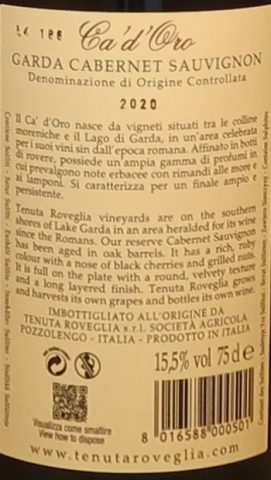 L4 186
Ca' d'Oro
GARDA CABERNET SAUVIGNON
Denominazione di Origine Controllata
2020
Il Ca' d'Oro nasce da vigneti situati tra le colline
moreniche e il Lago di Garda, in un'area celebrata
per i suoi vini sin dall'epoca romana. Affinato in botti
di rovere, possiede un'ampia gamma di profumi in
cui prevalgono note erbacee con rimandi alle more e
ai lamponi. Si caratterizza per un finale ampio e
persistente.
Tenuta Roveglia vineyards are on the southern
shores of Lake Garda in an area heralded for its wine
since the Romans. Our reserve Cabernet Sauvignon
has been aged in oak barrels. It has a rich, ruby
colour with a nose of black cherries and grilled nuts.
It is full on the plate with a round, velvety texture
and a long layered finish. Tenuta Roveglia grows
and harvests its own grapes and bottles its own wine.
IMBOTTIGLIATO ALL'ORIGINE DA
TENUTA ROVEGLIA s.r.l. SOCIETÀ AGRICOLA
POZZOLENGO - ITALIA - PRODOTTO IN ITALIA
15,5% vol 75 cl e
Visualizza come smaltire
View how to dispose
8 016588 000501
www.tenutaroveglia.com